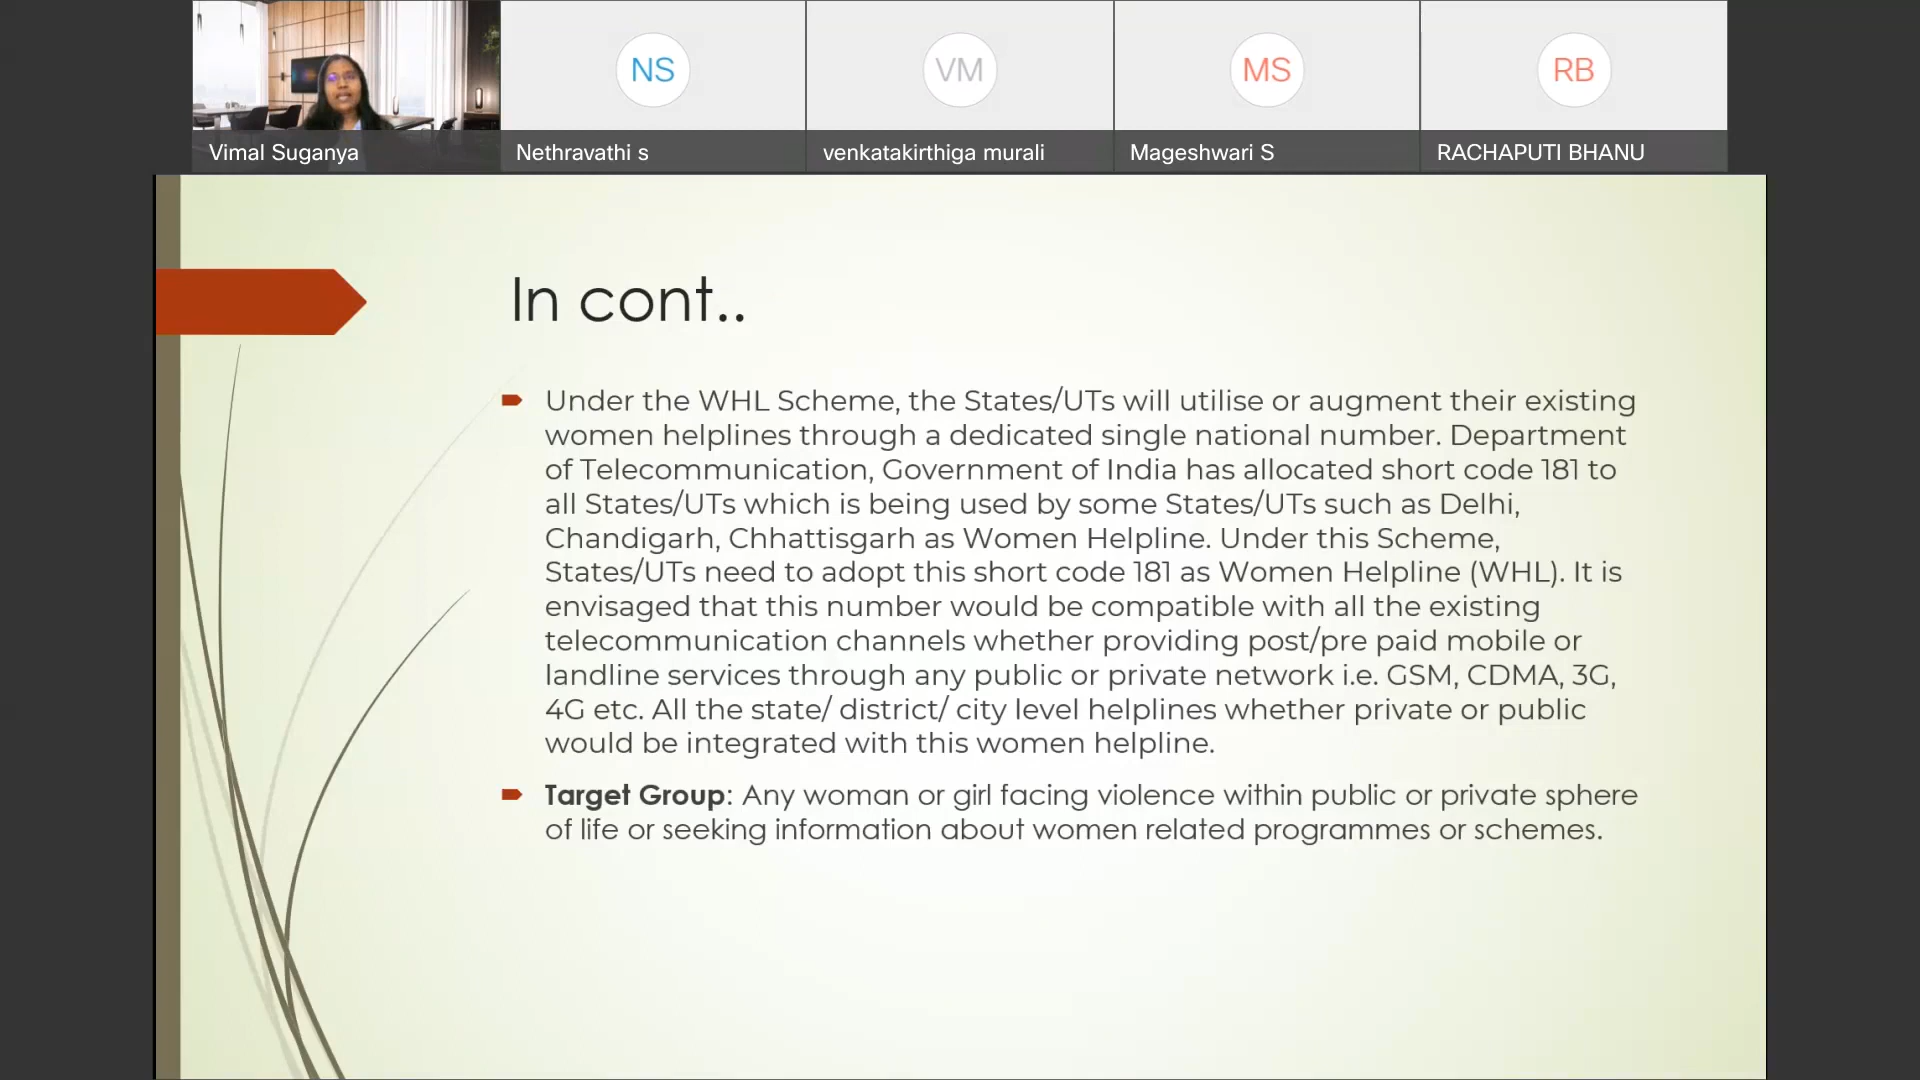 NS
VM
MS
RB
Vimal Suganya
Nethravathi s
venkatakirthiga murali
Mageshwari S
RACHAPUTI BHANU
In cont..
Under the WHL Scheme, the States/UTs will utilise or augment their existing
women helplines through a dedicated single national number. Department
of Telecommunication, Government of India has allocated short code 181 to
all States/UTs which is being used by some States/UTs such as Delhi,
Chandigarh, Chhattisgarh as Women Helpline. Under this Scheme,
States/UTs need to adopt this short code 181 as Women Helpline (WHL). It is
envisaged that this number would be compatible with all the existing
telecommunication channels whether providing post/pre paid mobile or
landline services through any public or private network i.e. GSM, CDMA, 3G,
4G etc. All the state/ district/ city level helplines whether private or public
would be integrated with this women helpline.
Target Group: Any woman or girl facing violence within public or private sphere
of life or seeking information about women related programmes or schemes.